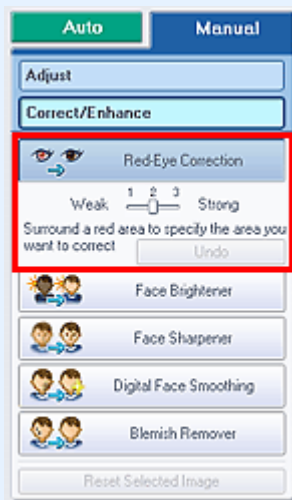 Auto Manual
Adjust
Correct/Enhance
Red-Eye Correction
1 2 3
Weak Strong
Surround a red area to specify the area you
want to correct Undo
Face Brightener
Face Sharpener
Digital Face Smoothing
Blemish Remover
Reset Selected Image